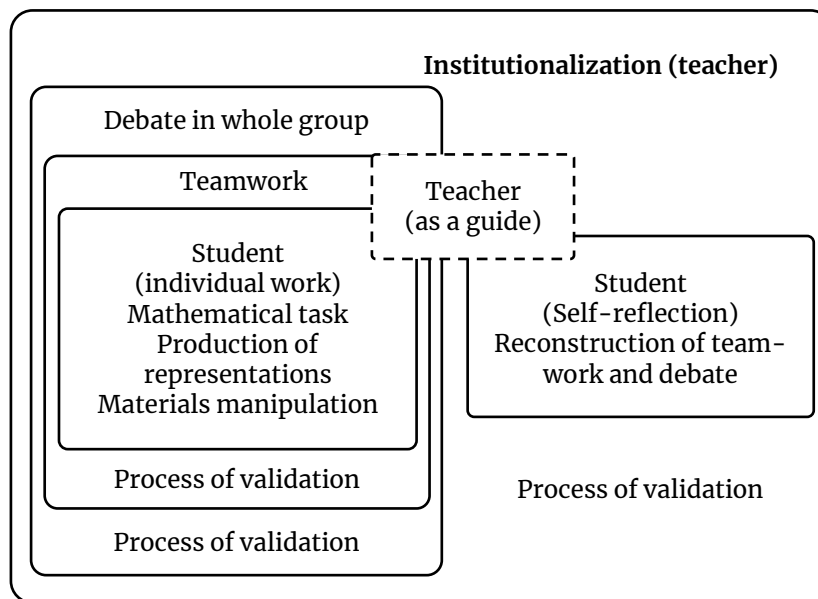 Institutionalization (teacher)
Debate in whole group
Teamwork
Teacher
(as a guide)
Student
(individual work)
Mathematical task
Production of
representations
Materials manipulation
Process of validation
Process of validation
Student
(Self-reflection)
Reconstruction of team-
work and debate
Process of validation